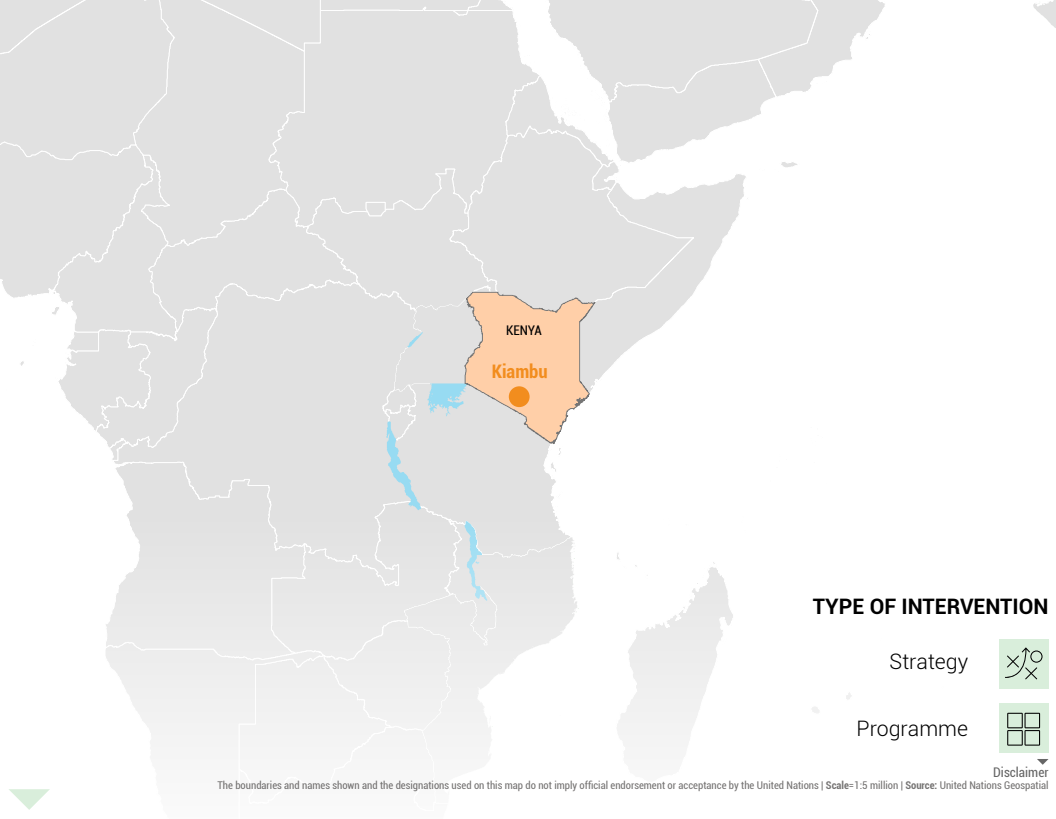 KENYA
Kiambu
TYPE OF INTERVENTION
Strategy
Programme
Disclaimer
The boundaries and names shown and the designations used on this map do not imply official endorsement or acceptance by the United Nations | Scale=1:5 million | Source: United Nations Geospatial